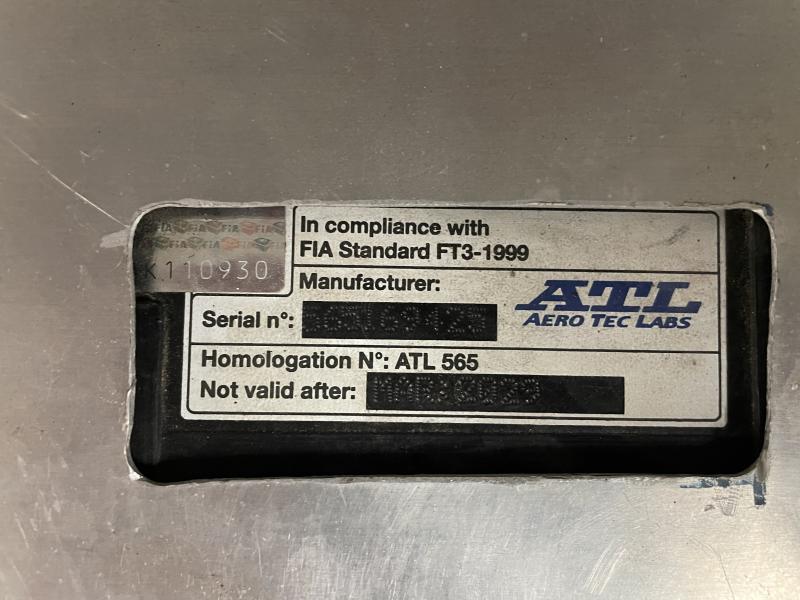 FIA FIA FIA
FIA FIA FIA FIA
K110930
In compliance with
FIA Standard FT3-1999
Manufacturer:
ATL
AERO TEC LABS
Serial n°:
Homologation N°: ATL 565
Not valid after: